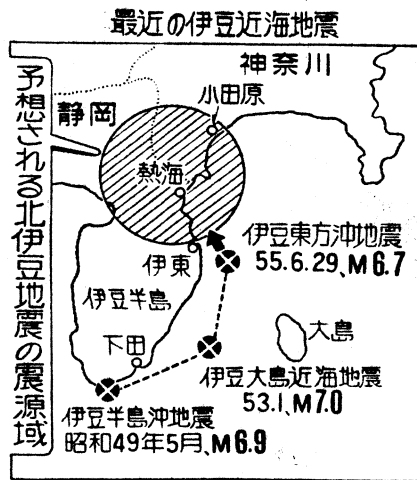 最近の伊豆近海地震
予想される北伊豆地震の震源域
神奈川
小田原
静岡
熱海
伊東
伊豆東方沖地震
55.6.29、M6.7
伊豆半島
大島
下田
伊豆大島近海地震
53.1、M7.0
伊豆半島沖地震
昭和49年5月、M6.9